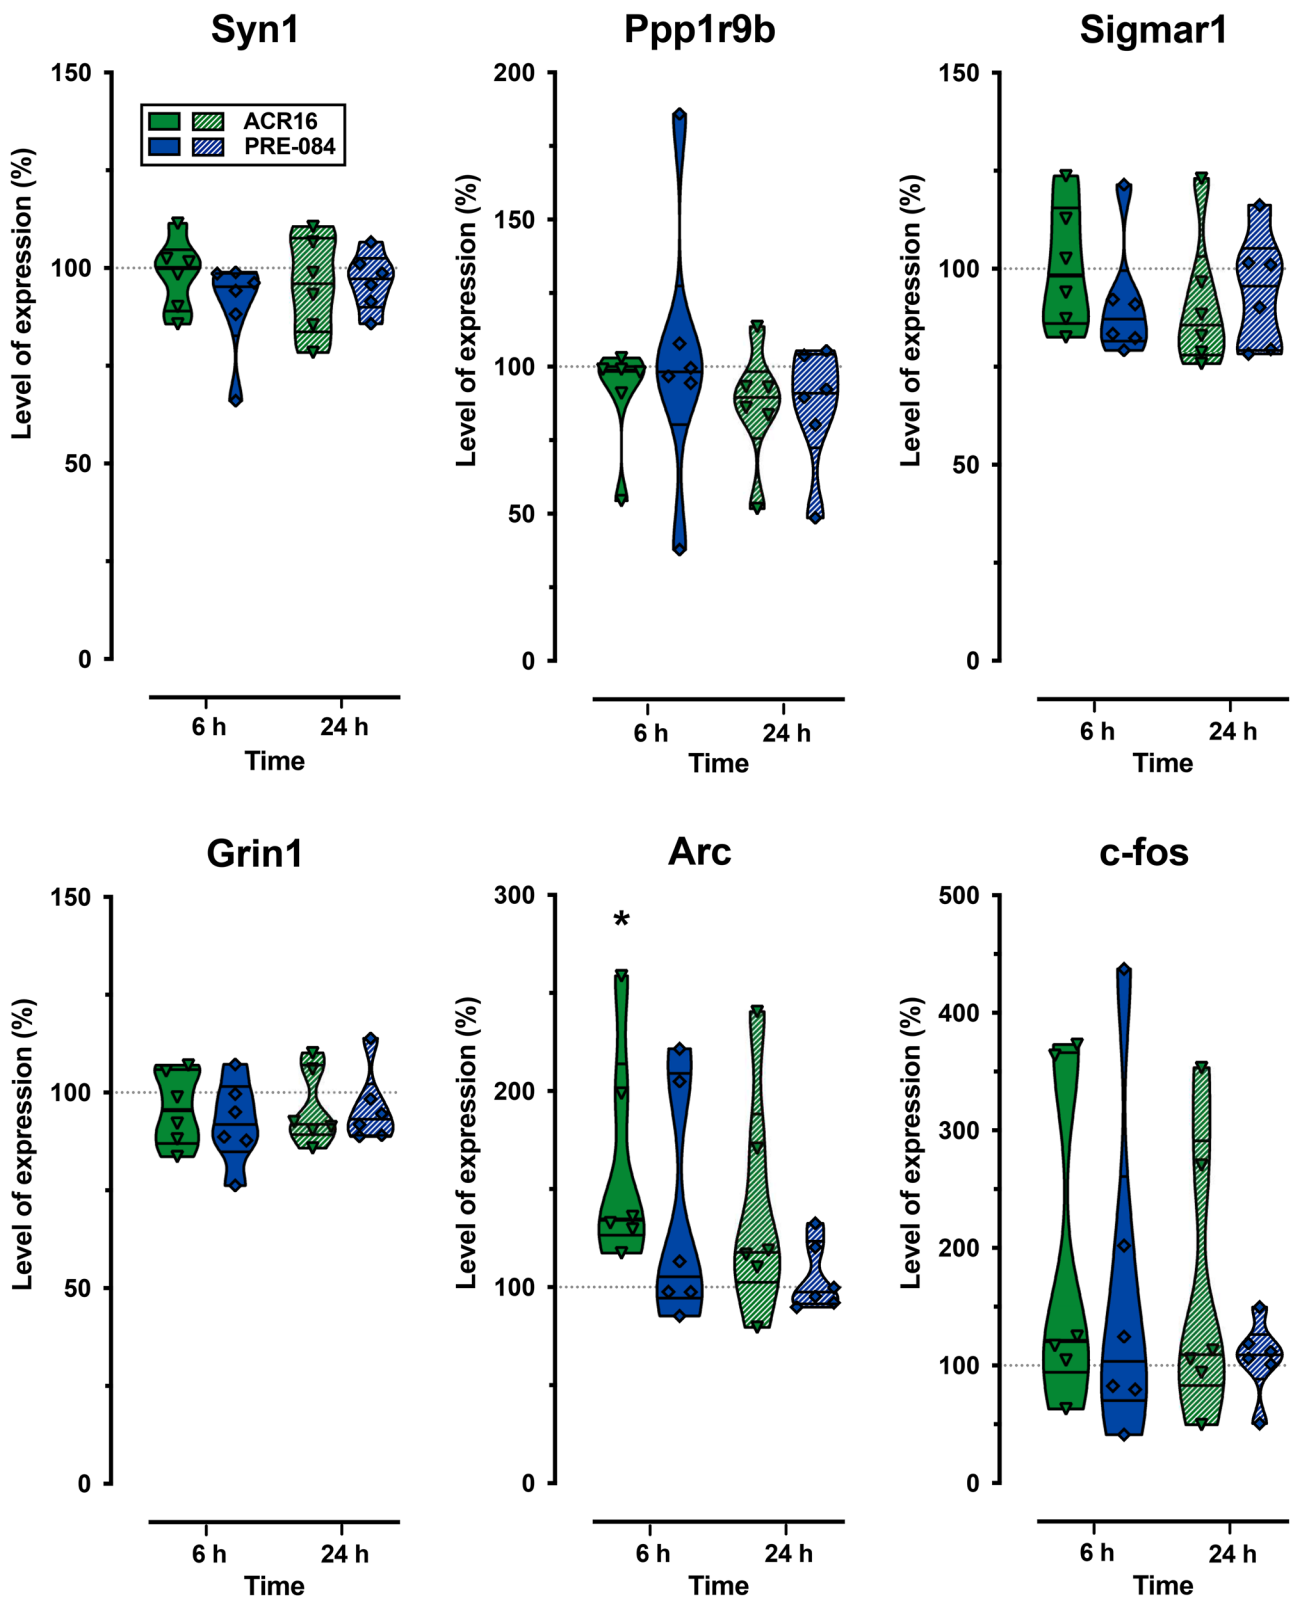 Syn1
Ppp1r9b
Sigmar1
150
100
50
0
Level of expression (%)
ACR16
PRE-084
6 h
24 h
Time
200
150
100
50
0
Level of expression (%)
6 h
24 h
Time
150
100
50
0
Level of expression (%)
6 h
24 h
Time
Grin1
Arc
c-fos
150
100
50
0
Level of expression (%)
6 h
24 h
Time
300
200
100
0
Level of expression (%)
*
6 h
24 h
Time
500
400
300
200
100
0
Level of expression (%)
6 h
24 h
Time